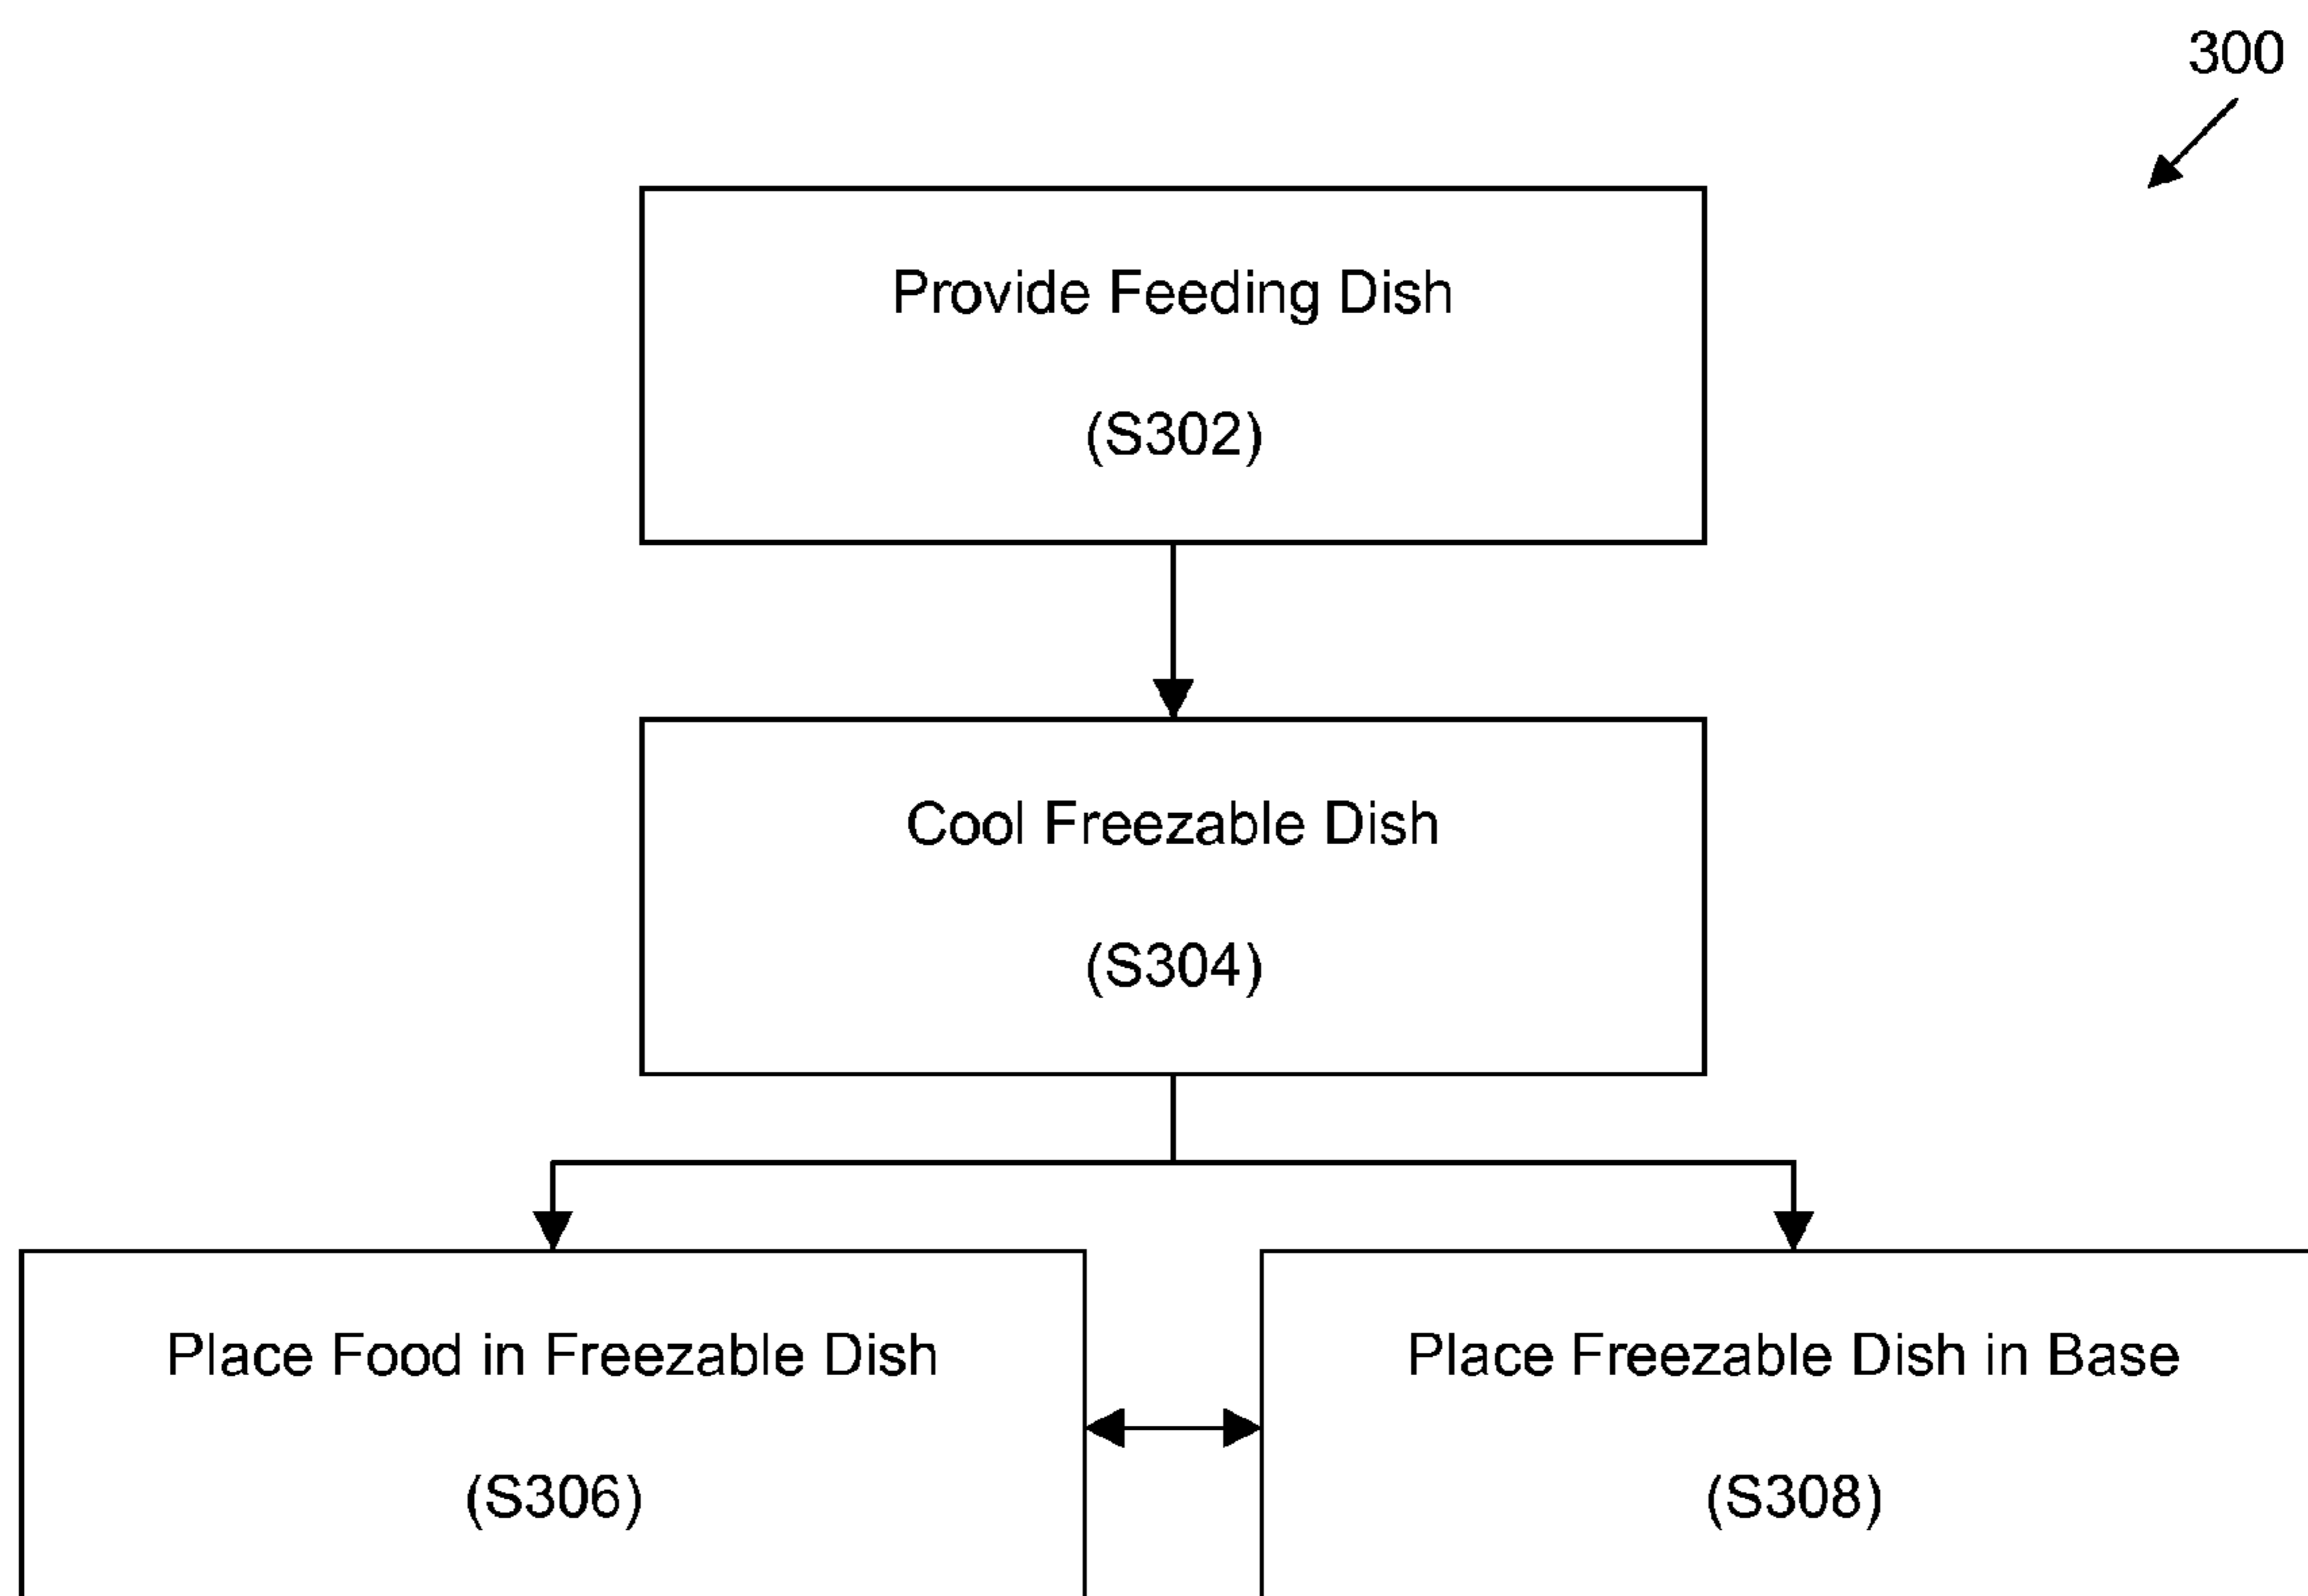 300
Provide Feeding Dish
(S302)
Cool Freezable Dish
(S304)
Place Food in Freezable Dish
(S306)
Place Freezable Dish in Base
(S308)